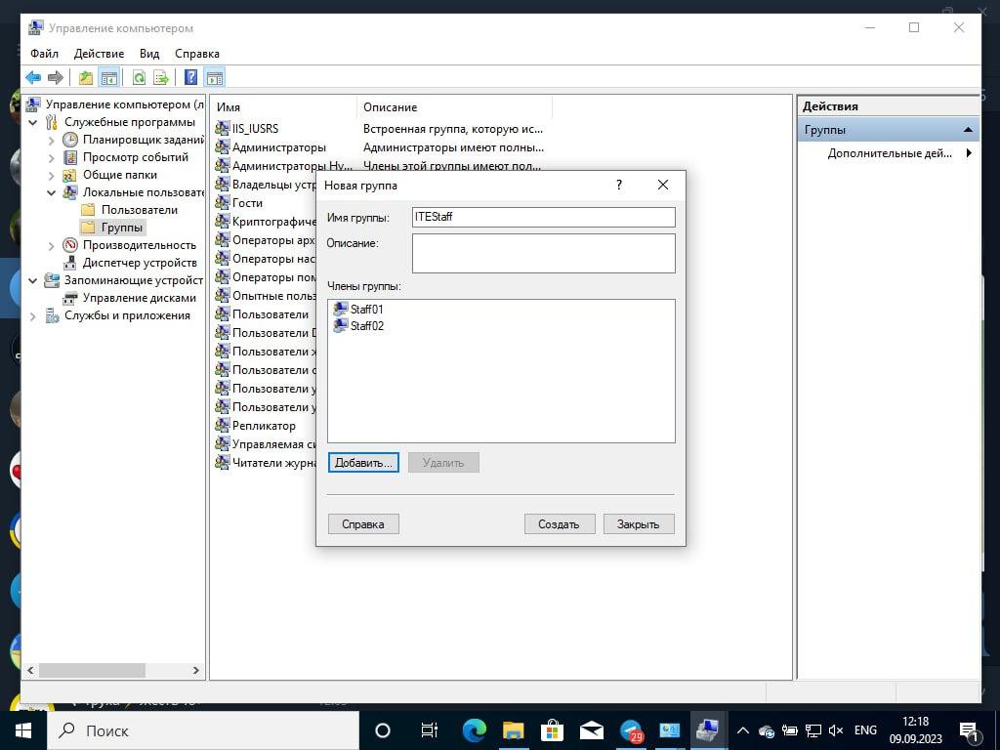 Управление компьютером
Файл Действие Вид Справка
Управление компьютером (л
Служебные программы
Планировщик заданий
Просмотр событий
Общие папки
Локальные пользовате
Пользователи
Группы
Производительность
Диспетчер устройств
Запоминающие устройст
Управление дисками
Службы и приложения
Имя Описание
IIS_IUSRS Встроенная группа, которую ис...
Администраторы Администраторы имеют полны...
Администраторы Hy... Члены этой группы имеют пол...
Владельцы устр
Гости
Криптографиче
Операторы арх
Операторы нас
Операторы пом
Опытные польз
Пользователи
Пользователи D
Пользователи ж
Пользователи с
Пользователи у
Пользователи у
Репликатор
Управляемая си
Читатели журна
Новая группа
?
Имя группы: ITEStaff
Описание:
Члены группы:
Staff01
Staff02
Добавить... Удалить
Справка Создать Закрыть
Действия
Группы
Дополнительные дей...
Поиск
29
ENG
12:18
09.09.2023
1